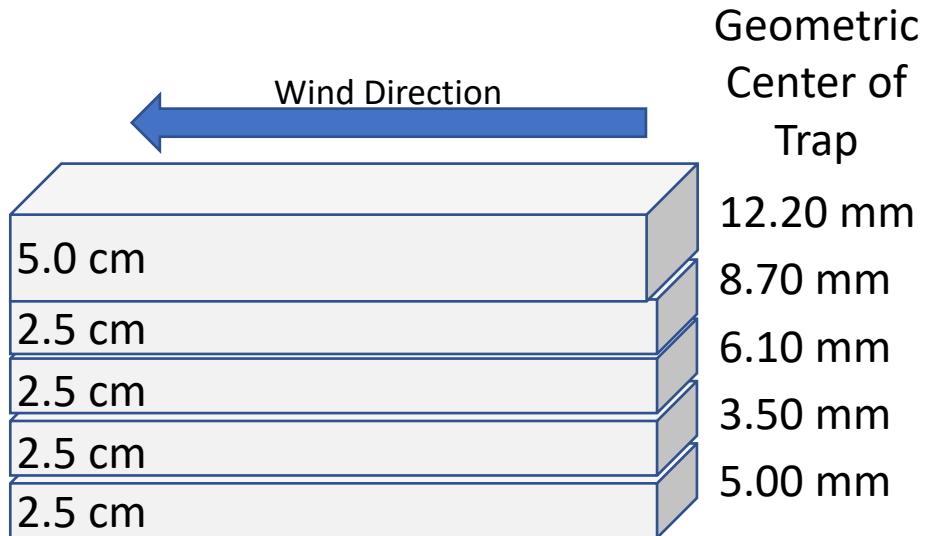 Geometric
Center of
Trap
Wind Direction
12.20 mm
5.0 cm
8.70 mm
2.5 cm
6.10 mm
2.5 cm
3.50 mm
2.5 cm
5.00 mm
2.5 cm